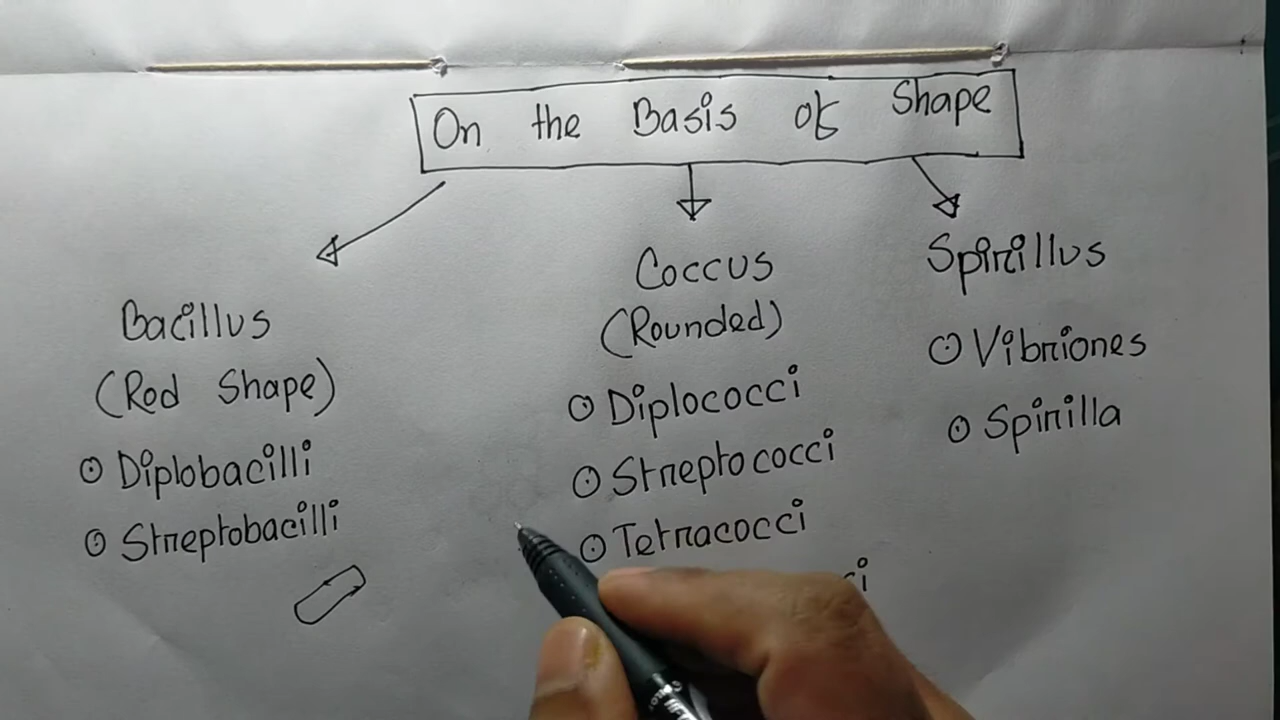 On the Basis of Shape
Bacillus
(Rod Shape)
Diplobacilli
Streptobacilli
Coccus
(Rounded)
Diplococci
Streptococci
Tetracocci
Spirillus
Vibriones
Spirilla